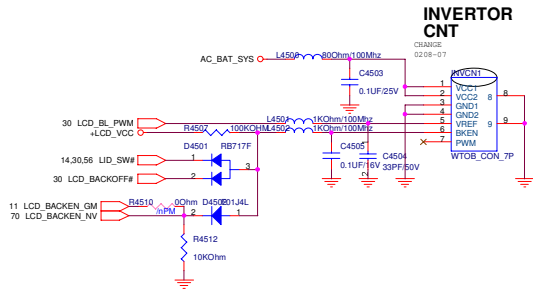 INVERTOR
CNT
CHANGE
0208-07
AC_BAT_SYS
L4500 80Ohm/100Mhz
C4503
0.1UF/25V
INVCN1
1 VCC1
2 VCC2 8 8
3 GND1
4 GND2
5 VREF 9 9
6 BKEN
7 PWM
WTOB_CON_7P
30 LCD_BL_PWM
L4501 1KOhm/100Mhz
+LCD_VCC
R4507 100KOHM
L4502 1KOhm/100Mhz
D4501 RB717F
14,30,56 LID_SW# 1
3
30 LCD_BACKOFF# 2
C4505
0.1UF/16V
1
C4504
2
33PF/50V
11 LCD_BACKEN_GM
R4510 0Ohm
/nPM
70 LCD_BACKEN_NV
2 1
R4512
10KOhm